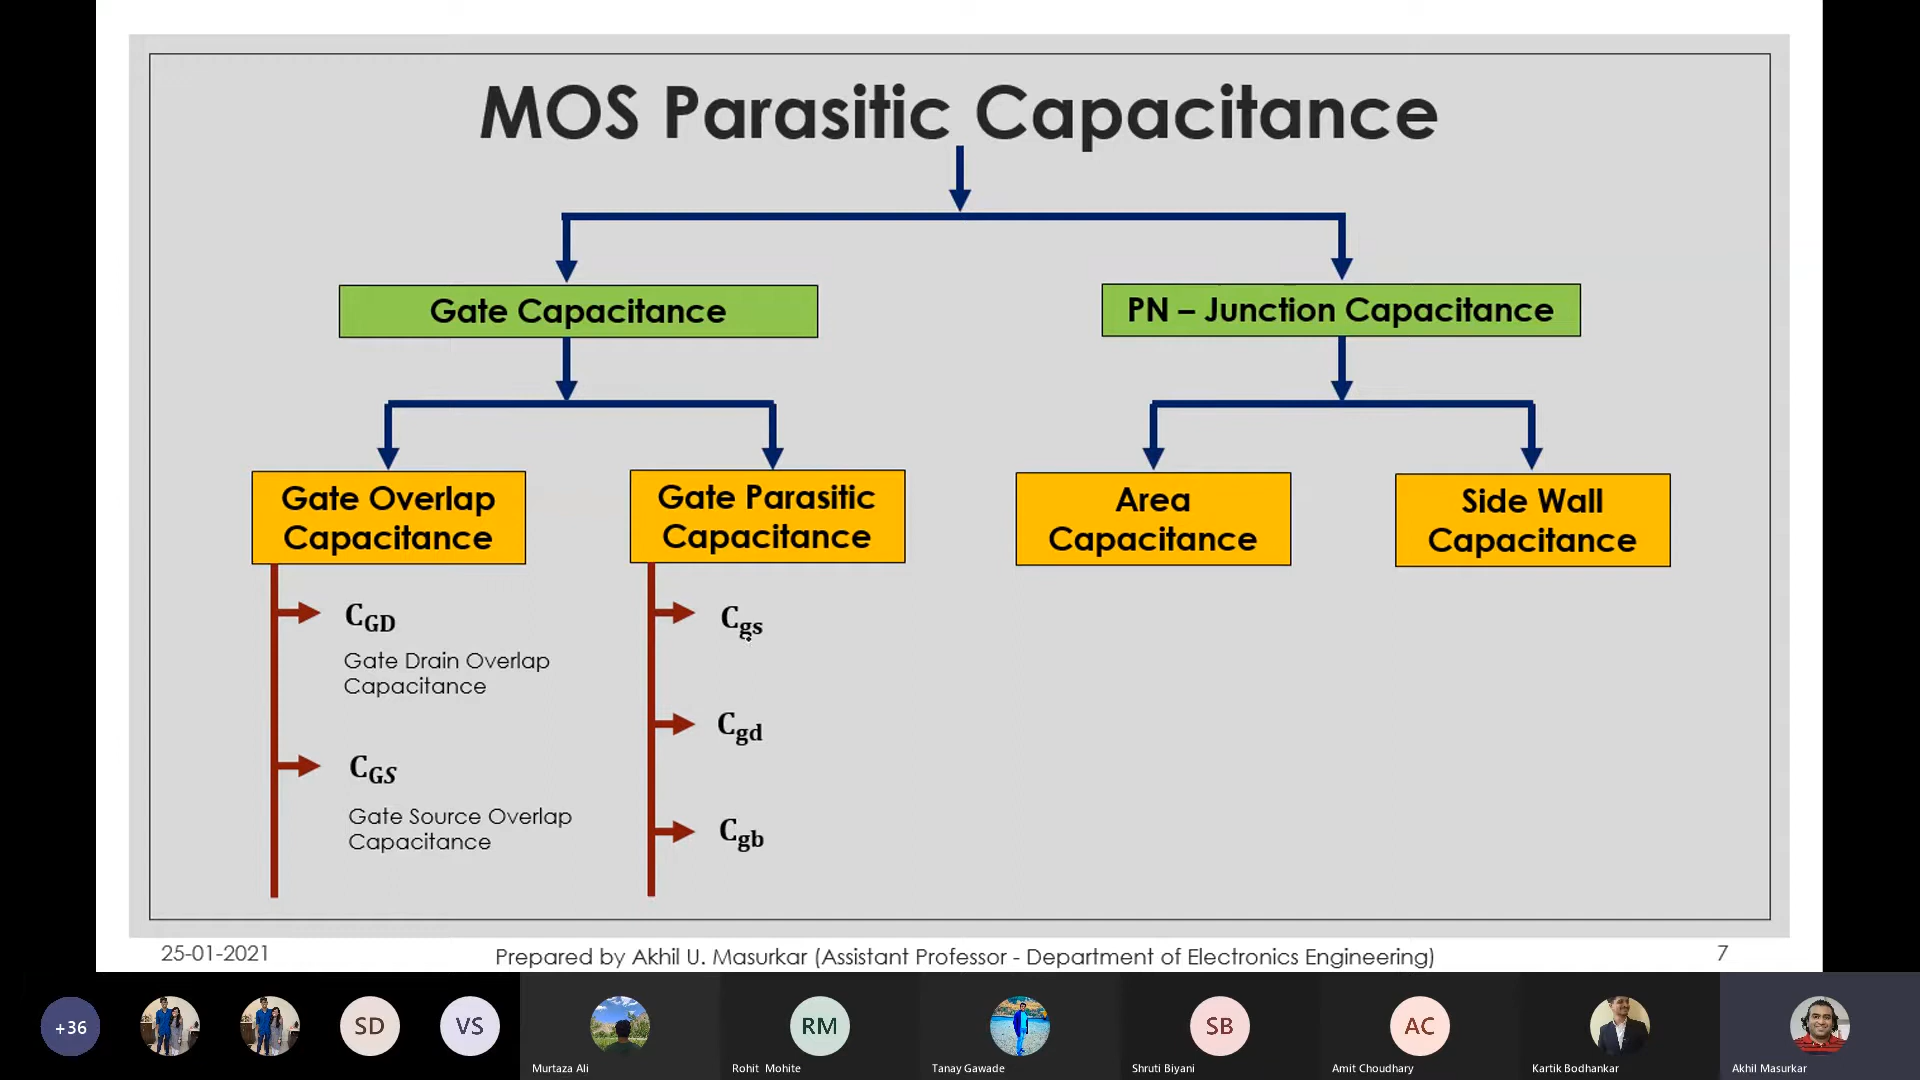 MOS Parasitic Capacitance
Gate Capacitance
PN – Junction Capacitance
Gate Overlap
Capacitance
Gate Parasitic
Capacitance
Area
Capacitance
Side Wall
Capacitance
C_GD
Gate Drain Overlap
Capacitance
C_GS
Gate Source Overlap
Capacitance
C_gs
C_gd
C_gb
25-01-2021
Prepared by Akhil U. Masurkar (Assistant Professor - Department of Electronics Engineering)
7
+36
SD
VS
Murtaza Ali
RM
Rohit Mohite
Tanay Gawade
SB
Shruti Biyani
AC
Amit Choudhary
Kartik Bodhankar
Akhil Masurkar